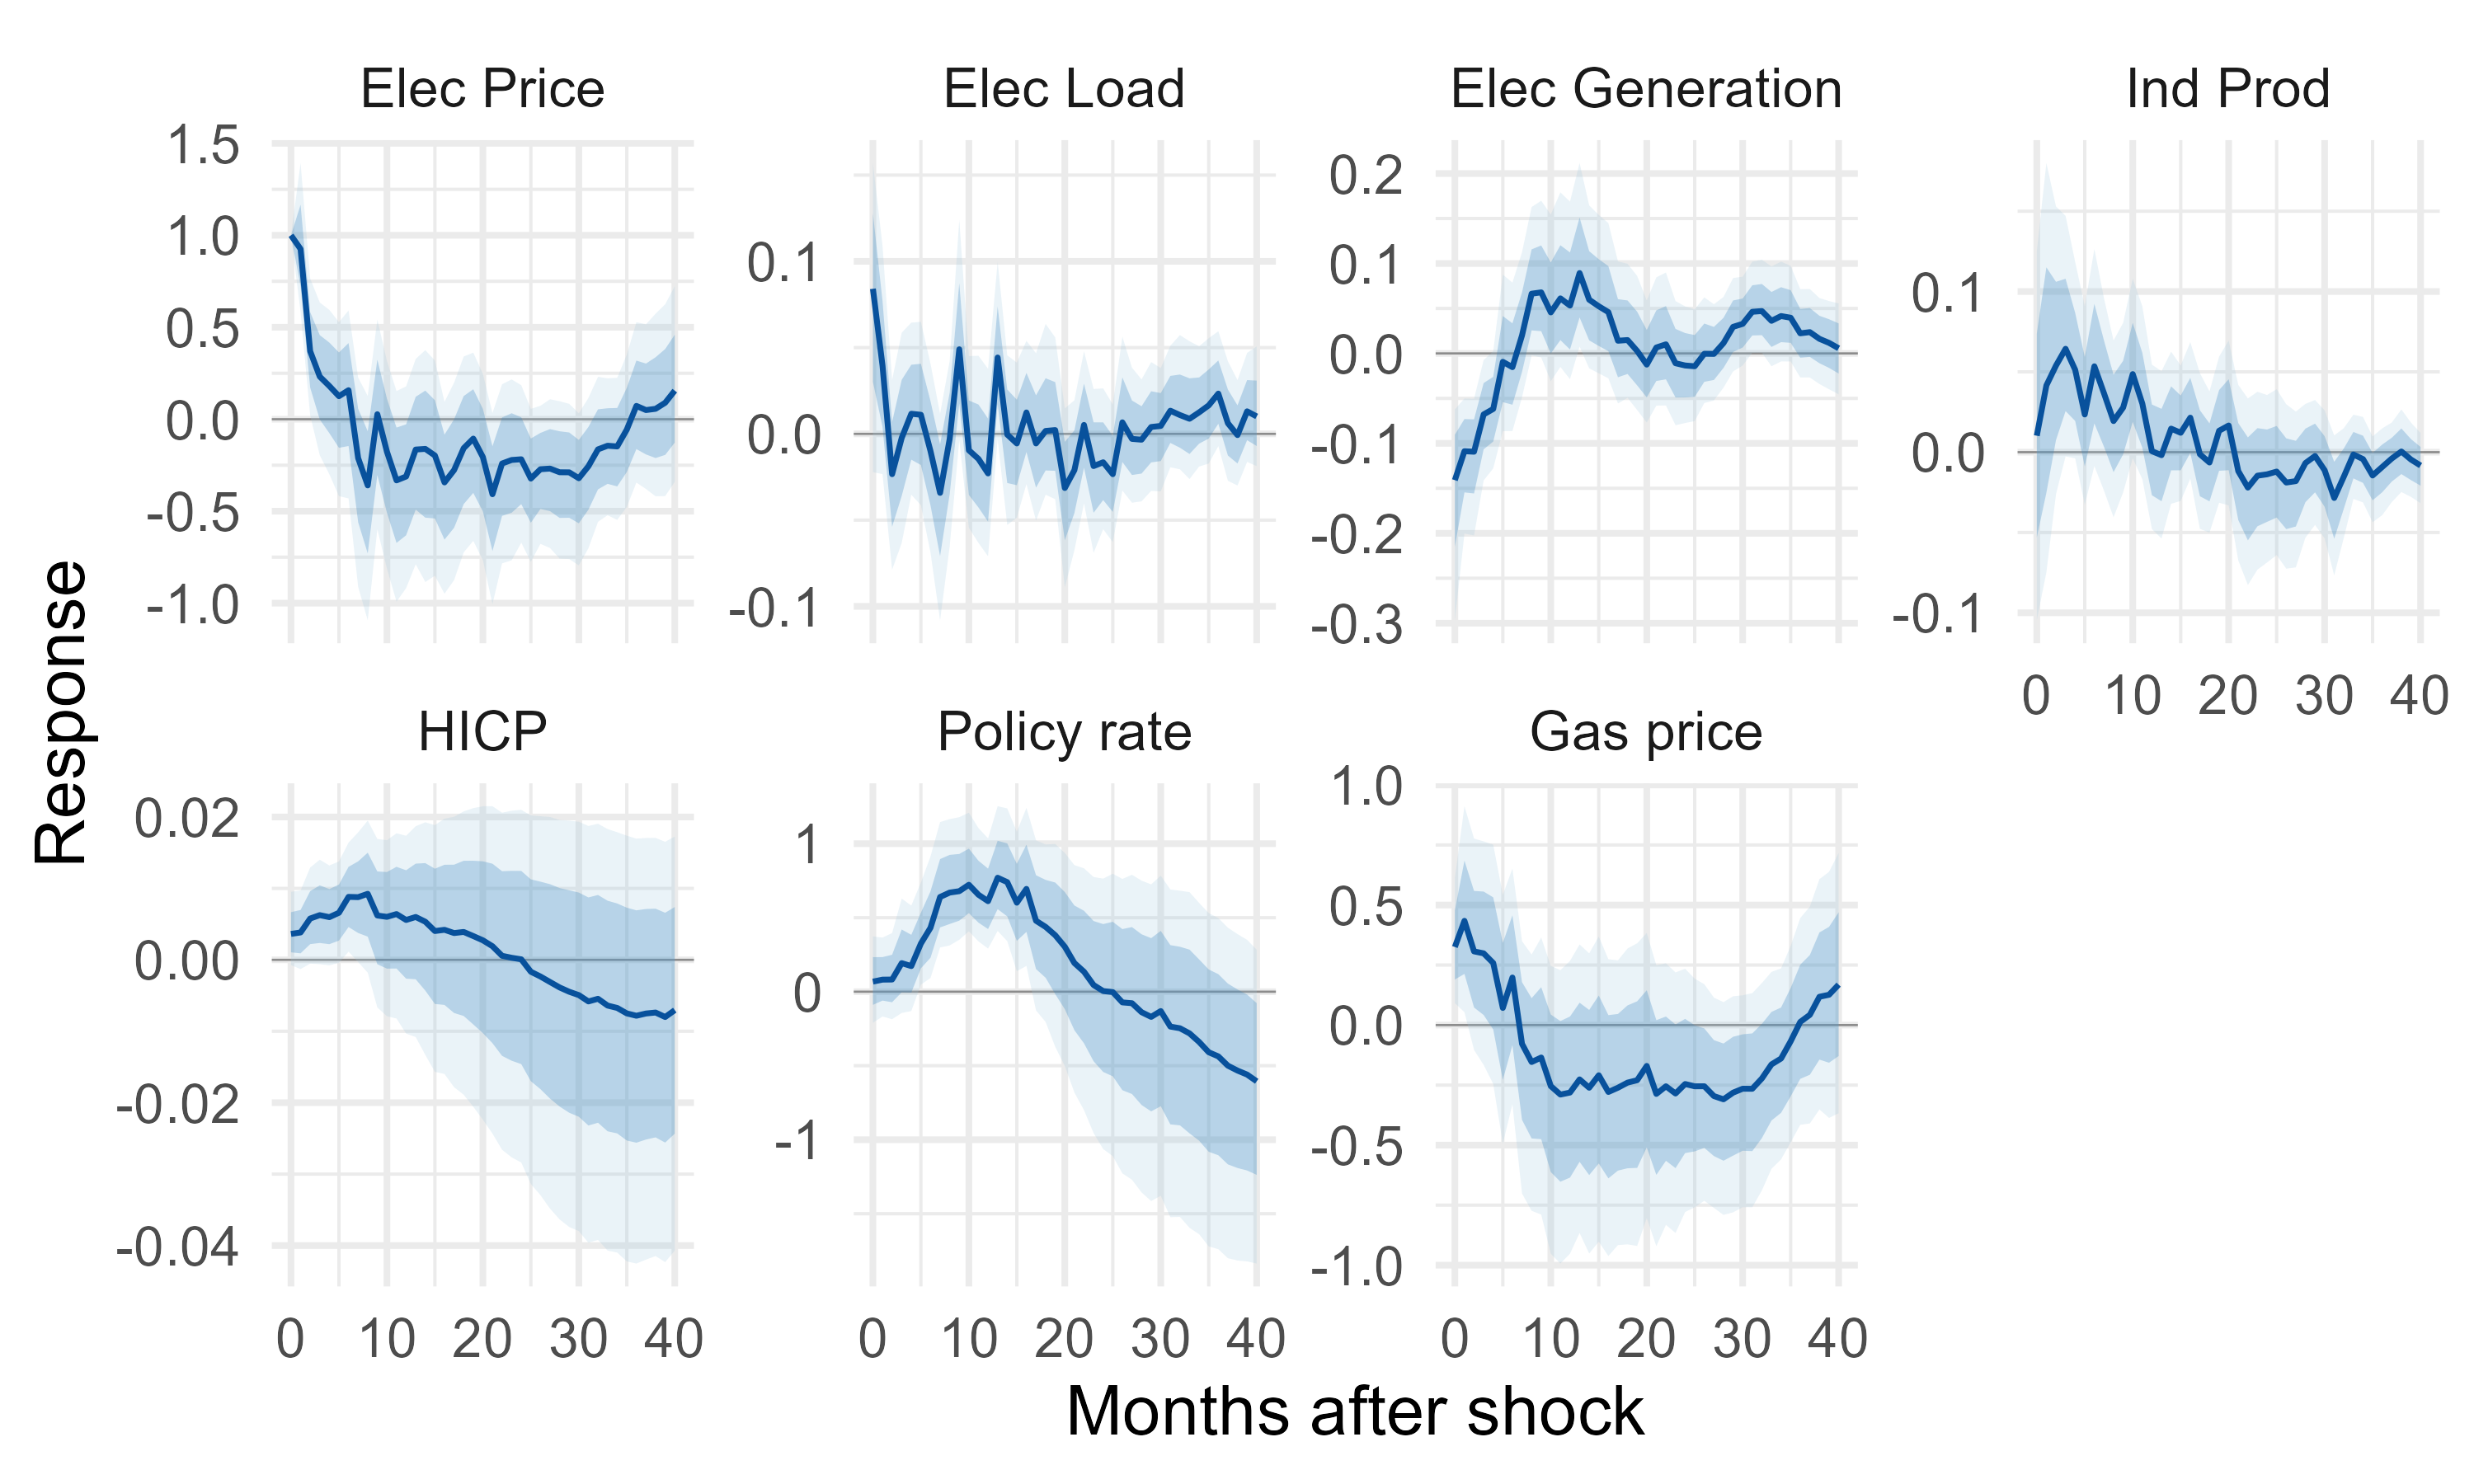 Elec Price
Elec Load
Elec Generation
Ind Prod
1.5
1.0
0.5
0.0
-0.5
-1.0
0.1
0.0
-0.1
0.2
0.1
0.0
-0.1
-0.2
-0.3
0.1
0.0
-0.1
0 10 20 30 40
Response
HICP
Policy rate
Gas price
0.02
0.00
-0.02
-0.04
1
0
-1
1.0
0.5
0.0
-0.5
-1.0
0 10 20 30 40
0 10 20 30 40
0 10 20 30 40
Months after shock